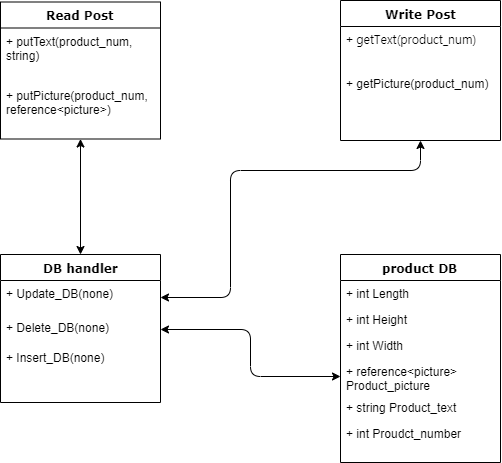 Read Post
+ putText(product_num,
string)
+ putPicture(product_num,
reference<picture>)
Write Post
+ getText(product_num)
+ getPicture(product_num)
DB handler
+ Update_DB(none)
+ Delete_DB(none)
+ Insert_DB(none)
product DB
+ int Length
+ int Height
+ int Width
+ reference<picture>
Product_picture
+ string Product_text
+ int Proudct_number